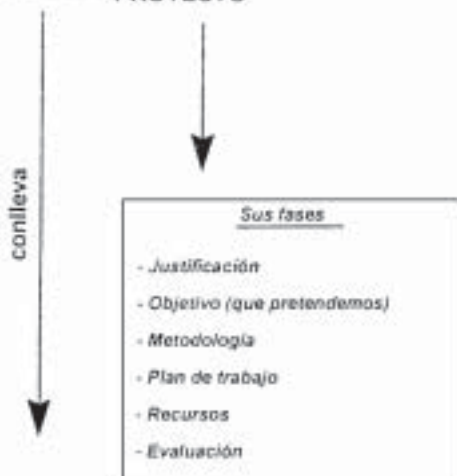 conlleva
Sus fases
- Justificación
- Objetivo (que pretendemos)
- Metodología
- Plan de trabajo
- Recursos
- Evaluación